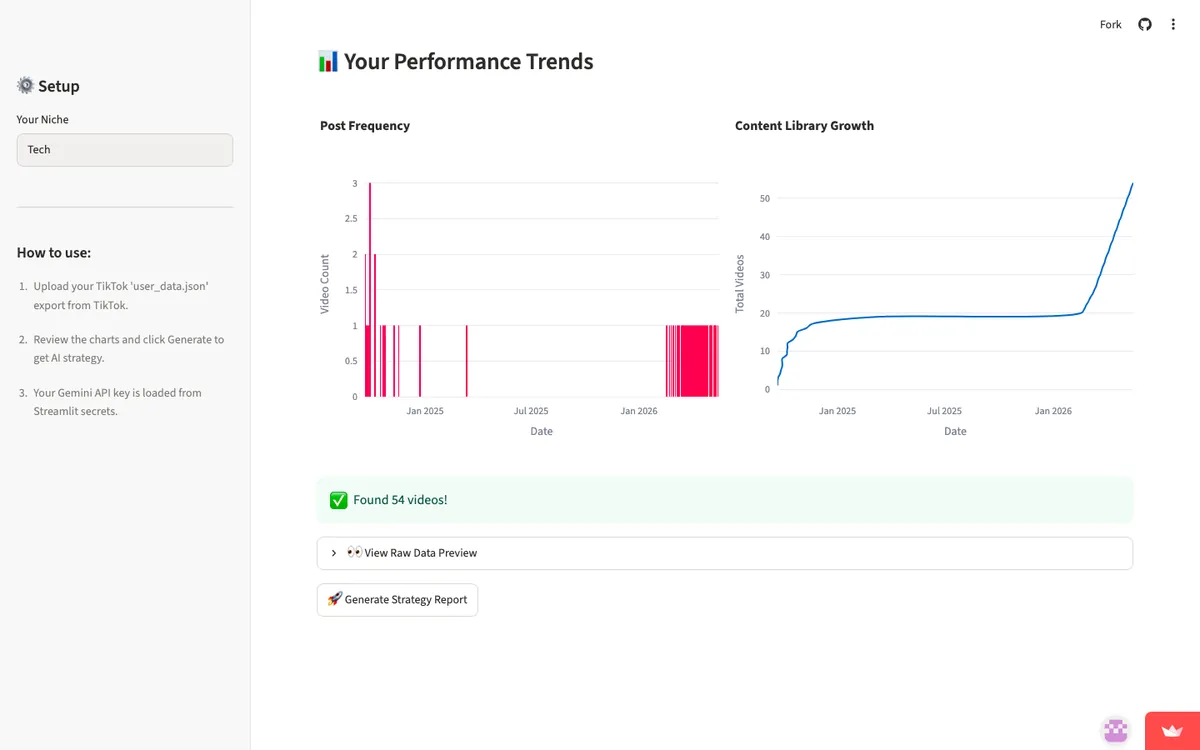 Fork
⚙️ Setup
Your Niche
Tech
How to use:
1. Upload your TikTok 'user_data.json'
export from TikTok.
2. Review the charts and click Generate to
get AI strategy.
3. Your Gemini API key is loaded from
Streamlit secrets.
📊 Your Performance Trends
Post Frequency
3
2.5
2
1.5
1
0.5
0
Video Count
Jan 2025 Jul 2025 Jan 2026
Date
Content Library Growth
50
40
30
20
10
0
Total Videos
Jan 2025 Jul 2025 Jan 2026
Date
✅ Found 54 videos!
👀 View Raw Data Preview
🚀 Generate Strategy Report